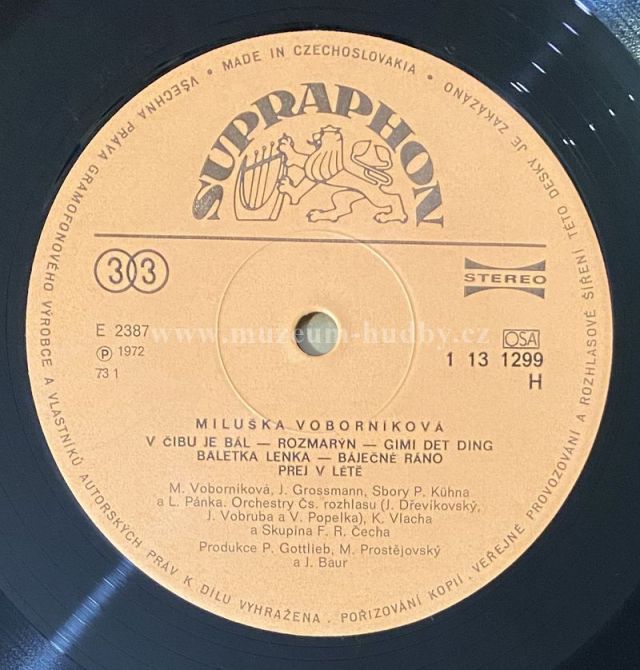 VŠECHNA PRÁVA GRAMOFONOVÉHO VÝROBCE A VLASTNÍKŮ AUTORSKÝCH PRÁV K DÍLU VYHRAŽENA. POŘIZOVÁNÍ KOPIÍ, VEŘEJNÉ PROVOZOVÁNÍ A ROZHLASOVÉ ŠÍŘENÍ TÉTO DESKY JE ZAKÁZÁNO • MADE IN CZECHOSLOVAKIA •
SUPRAPHON
33
STEREO
E 2387
www.muzeum-hudby.cz
OSA
Ⓟ 1972
1 13 1299
73 1
H
MILUŠKA VOBORNÍKOVÁ
V ČIBU JE BÁL — ROZMARÝN — GIMI DET DING
BALETKA LENKA — BÁJEČNÉ RÁNO
PREJ V LÉTĚ
M. Voborníková, J. Grossmann, Sbory P. Kühna
a L. Pánka. Orchestry Čs. rozhlasu (J. Dřevíkovský,
J. Vobruba a V. Popelka), K. Vlacha
a Skupina F. R. Čecha
Produkce P. Gottlieb, M. Prostějovský
a J. Baur